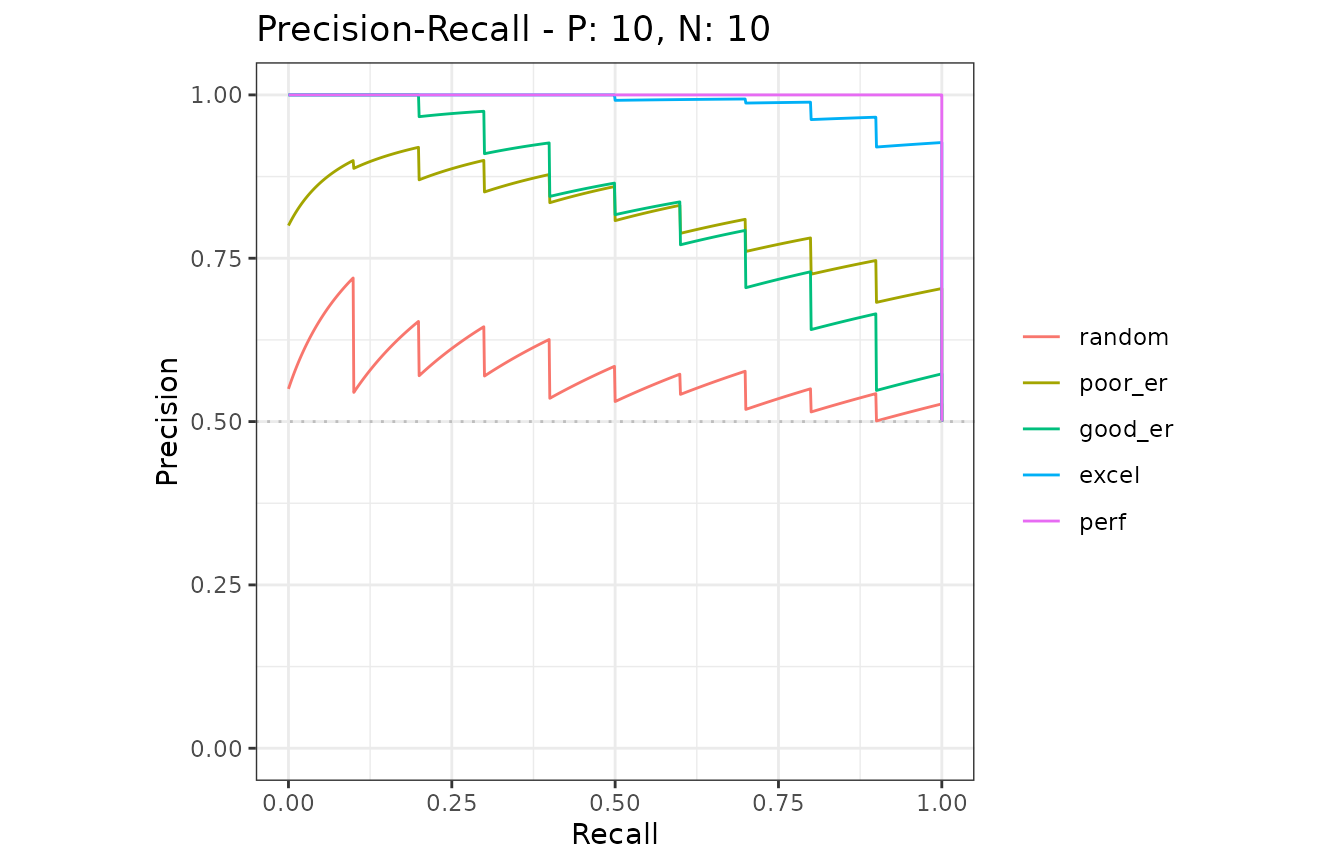 Precision-Recall - P: 10, N: 10
Precision
1.00
0.75
0.50
0.25
0.00
0.00 0.25 0.50 0.75 1.00
Recall
random
poor_er
good_er
excel
perf